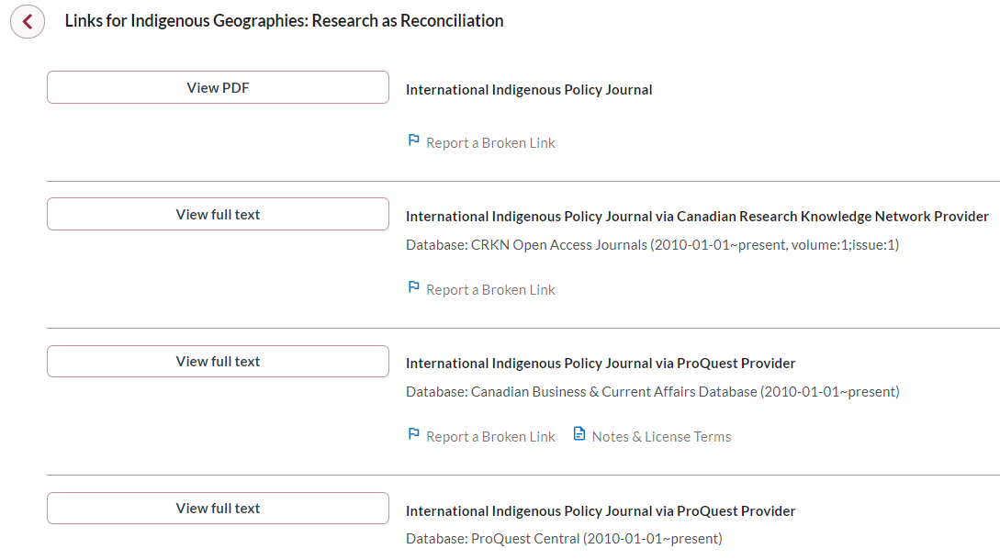 Links for Indigenous Geographies: Research as Reconciliation
View PDF
International Indigenous Policy Journal
Report a Broken Link
View full text
International Indigenous Policy Journal via Canadian Research Knowledge Network Provider
Database: CRKN Open Access Journals (2010-01-01~present, volume:1;issue:1)
Report a Broken Link
View full text
International Indigenous Policy Journal via ProQuest Provider
Database: Canadian Business & Current Affairs Database (2010-01-01~present)
Report a Broken Link Notes & License Terms
View full text
International Indigenous Policy Journal via ProQuest Provider
Database: ProQuest Central (2010-01-01~present)